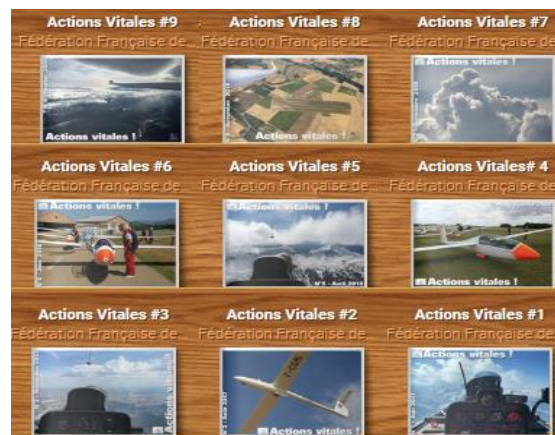 Actions Vitales #9
Actions Vitales #8
Actions Vitales #7
Fédération Française de...
Fédération Française de...
Fédération Française de
Actions vitales !
Actions vitales !
Actions vitales !
Actions Vitales #6
Actions Vitales #5
Actions Vitales# 4
Fédération Française de...
Fédération Française de...
Fédération Française de
Actions vitales !
Actions vitales !
N°5 - Avril 2018
Actions vitales !
Actions Vitales #3
Actions Vitales #2
Actions Vitales #1
Fédération Française de...
Fédération Française de...
Fédération Française de
Actions vitales !
Actions vitales !
Actions vitales !